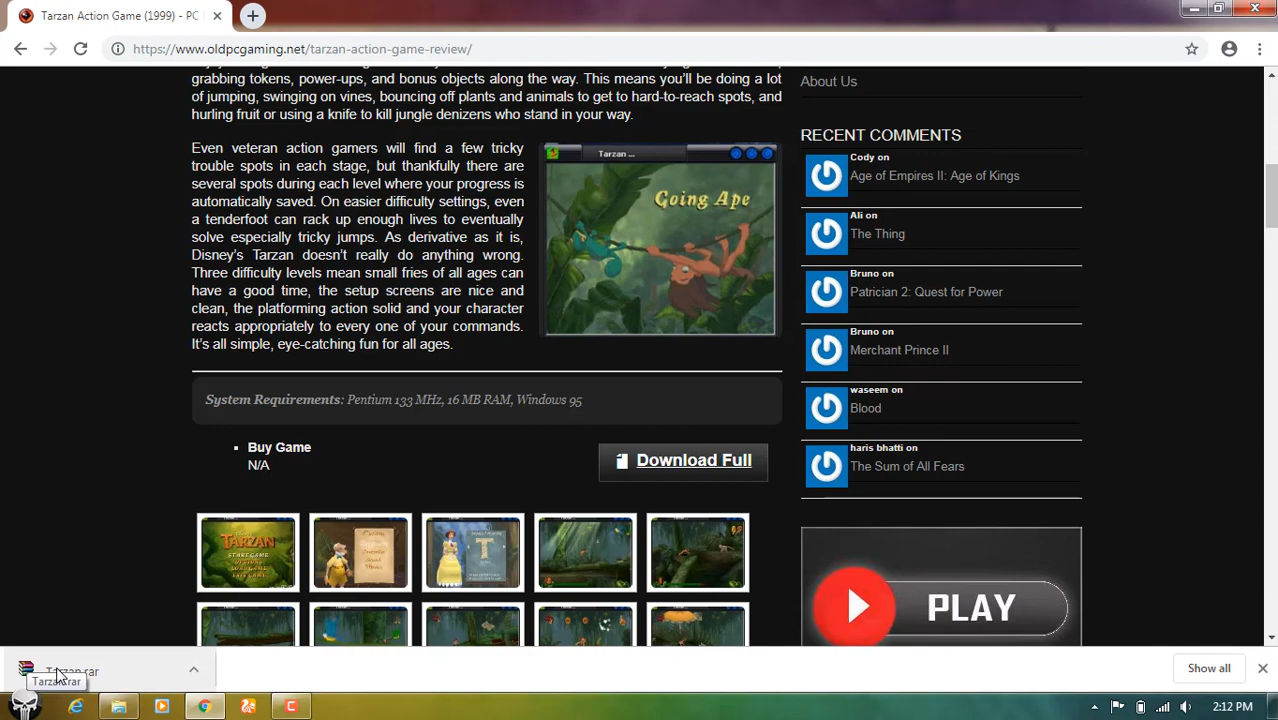 Tarzan Action Game (1999) - PC
https://www.oldpcgaming.net/tarzan-action-game-review/
grabbing tokens, power-ups, and bonus objects along the way. This means you'll be doing a lot
of jumping, swinging on vines, bouncing off plants and animals to get to hard-to-reach spots, and
hurling fruit or using a knife to kill jungle denizens who stand in your way.
Even veteran action gamers will find a few tricky
trouble spots in each stage, but thankfully there are
several spots during each level where your progress is
automatically saved. On easier difficulty settings, even
a tenderfoot can rack up enough lives to eventually
solve especially tricky jumps. As derivative as it is,
Disney's Tarzan doesn't really do anything wrong.
Three difficulty levels mean small fries of all ages can
have a good time, the setup screens are nice and
clean, the platforming action solid and your character
reacts appropriately to every one of your commands.
It's all simple, eye-catching fun for all ages.
Tarzan ...
Going Ape
System Requirements: Pentium 133 MHz, 16 MB RAM, Windows 95
Buy Game
N/A
Download Full
TARZAN
START GAME
About Us
RECENT COMMENTS
Cody on
Age of Empires II: Age of Kings
Ali on
The Thing
Bruno on
Patrician 2: Quest for Power
Bruno on
Merchant Prince II
waseem on
Blood
haris bhatti on
The Sum of All Fears
PLAY
Tarzan.rar
Tarzan.rar
Show all
2:12 PM